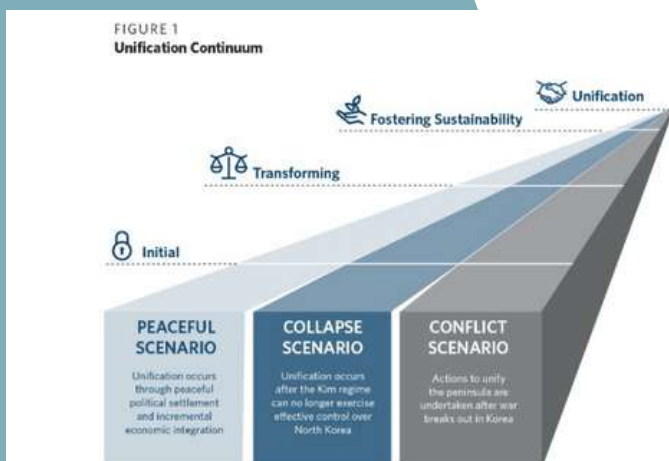 FIGURE 1
Unification Continuum
Unification
Fostering Sustainability
Transforming
Initial
PEACEFUL
SCENARIO
Unification occurs
through peaceful
political settlement
and incremental
economic integration
COLLAPSE
SCENARIO
Unification occurs
after the Kim regime
can no longer exercise
effective control over
North Korea
CONFLICT
SCENARIO
Actions to unify
the peninsula are
undertaken after war
breaks out in Korea